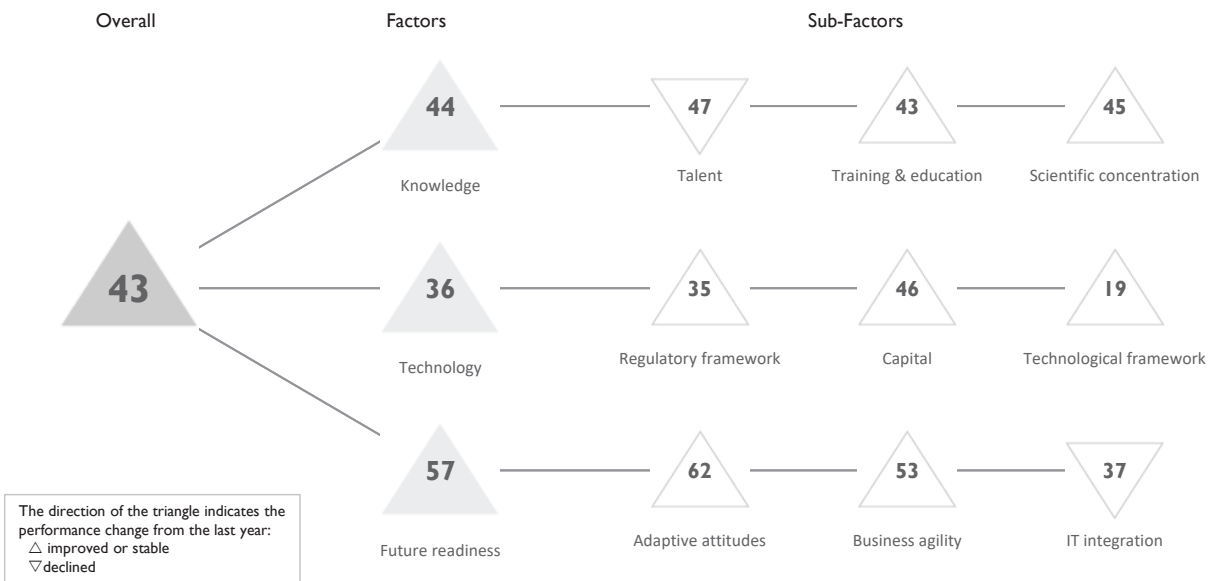 Overall
Factors
Sub-Factors
44
47
43
45
Knowledge
Talent
Training & education
Scientific concentration
43
36
35
46
19
Technology
Regulatory framework
Capital
Technological framework
57
62
53
37
Future readiness
Adaptive attitudes
Business agility
IT integration
The direction of the triangle indicates the
performance change from the last year:
△ improved or stable
▽ declined